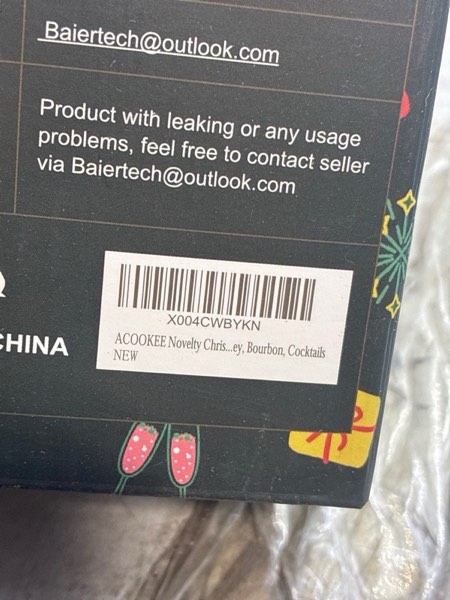 Baiertech@outlook.com
Product with leaking or any usage
problems, feel free to contact seller
via Baiertech@outlook.com
X004CWBYKN
CHINA
ACOOKEE Novelty Chris...ey, Bourbon, Cocktails
NEW